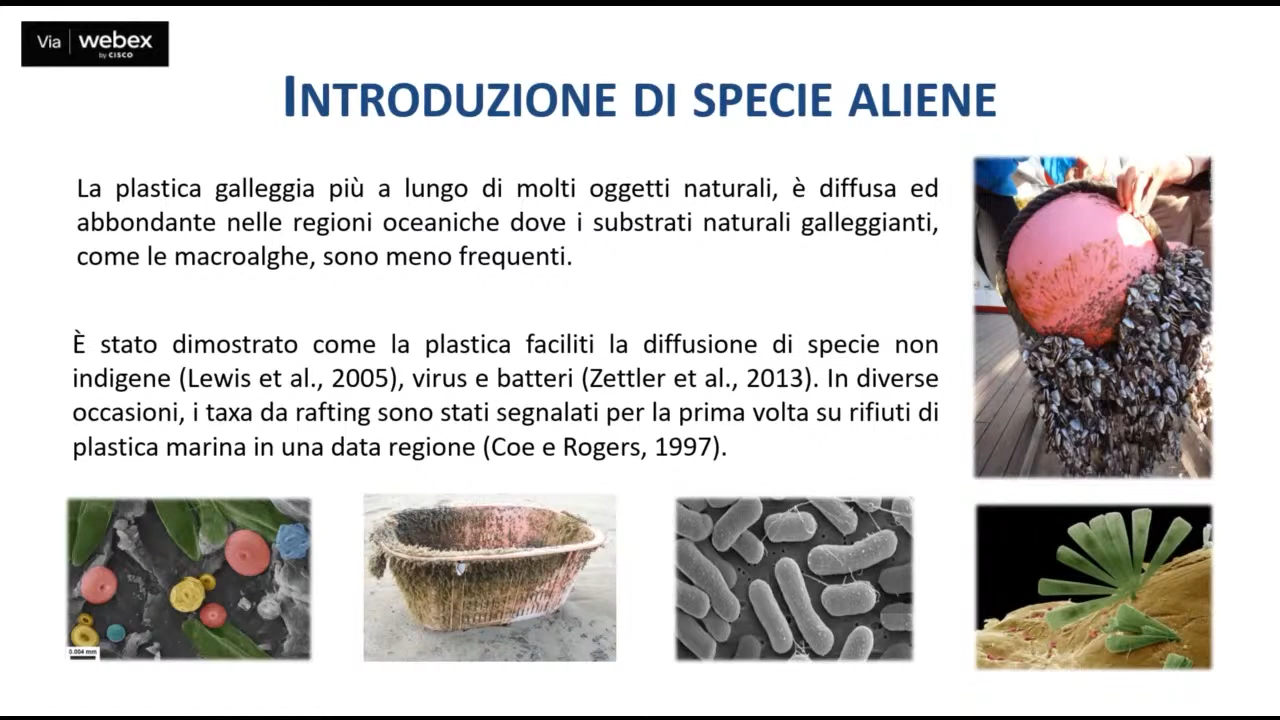 Via webex
by CISCO
INTRODUZIONE DI SPECIE ALIENE
La plastica galleggia più a lungo di molti oggetti naturali, è diffusa ed
abbondante nelle regioni oceaniche dove i substrati naturali galleggianti,
come le macroalghe, sono meno frequenti.
È stato dimostrato come la plastica faciliti la diffusione di specie non
indigene (Lewis et al., 2005), virus e batteri (Zettler et al., 2013). In diverse
occasioni, i taxa da rafting sono stati segnalati per la prima volta su rifiuti di
plastica marina in una data regione (Coe e Rogers, 1997).
0.004 mm